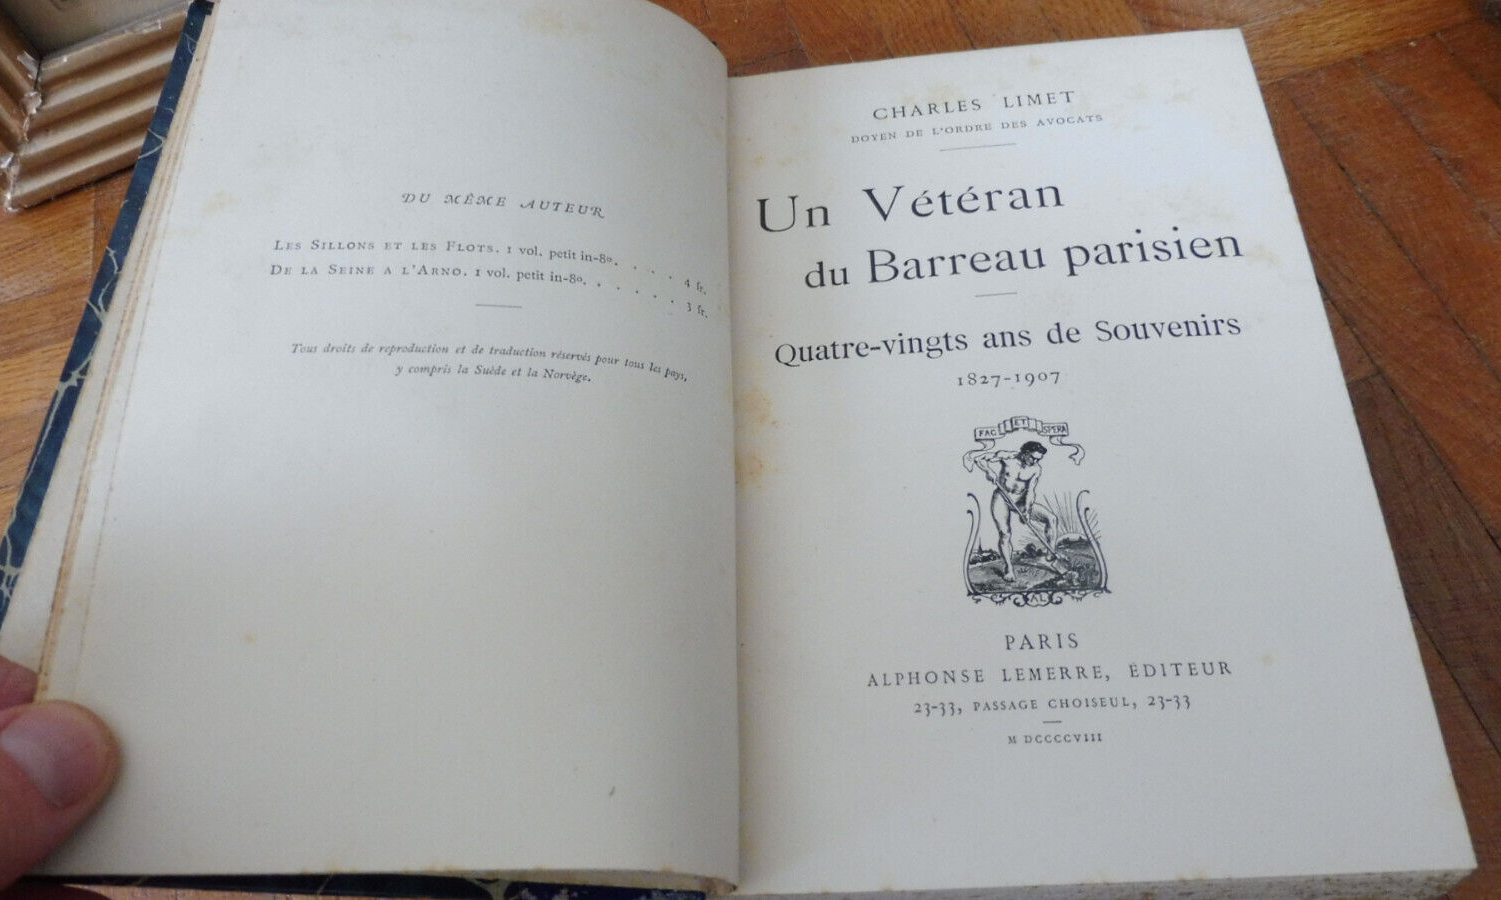 DU MÊME AUTEUR
LES SILLONS ET LES FLOTS. 1 vol. petit in-8o. . . . . 4 fr.
DE LA SEINE A L'ARNO. 1 vol. petit in-8o. . . . . . . 3 fr.
Tous droits de reproduction et de traduction réservés pour tous les pays,
y compris la Suède et la Norvège.
CHARLES LIMET
DOYEN DE L'ORDRE DES AVOCATS
Un Vétéran
du Barreau parisien
Quatre-vingts ans de Souvenirs
1827-1907
FAC ET SPERA
AL
PARIS
ALPHONSE LEMERRE, ÉDITEUR
23-33, PASSAGE CHOISEUL, 23-33
M DCCCCVIII